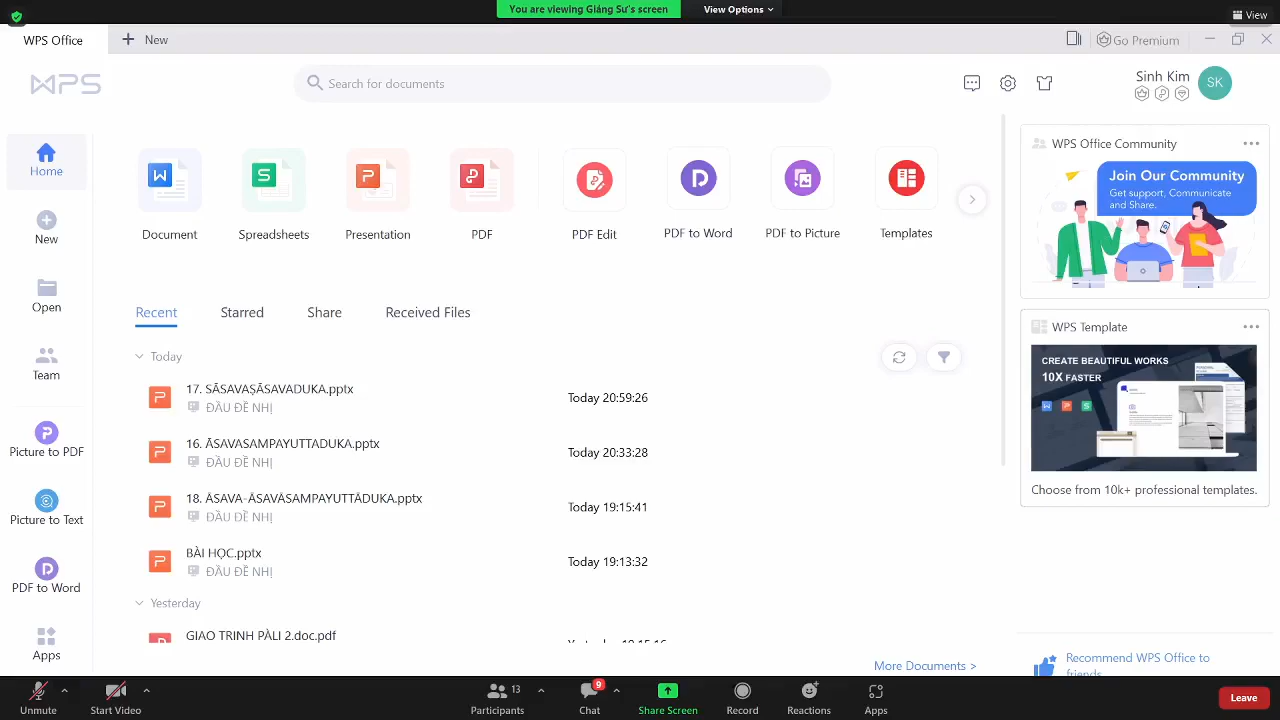 You are viewing Giảng Sư's screen
View Options
View
WPS Office
New
Go Premium
WPS
Search for documents
Sinh Kim
SK
Home
New
Open
Team
Picture to PDF
Picture to Text
PDF to Word
Apps
Document
Spreadsheets
Presentation
PDF
PDF Edit
PDF to Word
PDF to Picture
Templates
Recent
Starred
Share
Received Files
Today
17. SĀSAVAṢĀSAVADUKA.pptx
ĐẦU ĐỀ NHỊ
Today 20:59:26
16. ĀSAVASAMPAYUTTADUKA.pptx
ĐẦU ĐỀ NHỊ
Today 20:33:28
18. ĀSAVA-ĀSAVĀSAMPAYUTTĀDUKA.pptx
ĐẦU ĐỀ NHỊ
Today 19:15:41
BÀI HỌC.pptx
ĐẦU ĐỀ NHỊ
Today 19:13:32
Yesterday
GIAO TRINH PÀLI 2.doc.pdf
More Documents >
WPS Office Community
Join Our Community
Get support, Communicate
and Share.
WPS Template
CREATE BEAUTIFUL WORKS
10X FASTER
Choose from 10k+ professional templates.
Recommend WPS Office to
friends
Unmute
Start Video
Participants
13
Chat
9
Share Screen
Record
Reactions
Apps
Leave